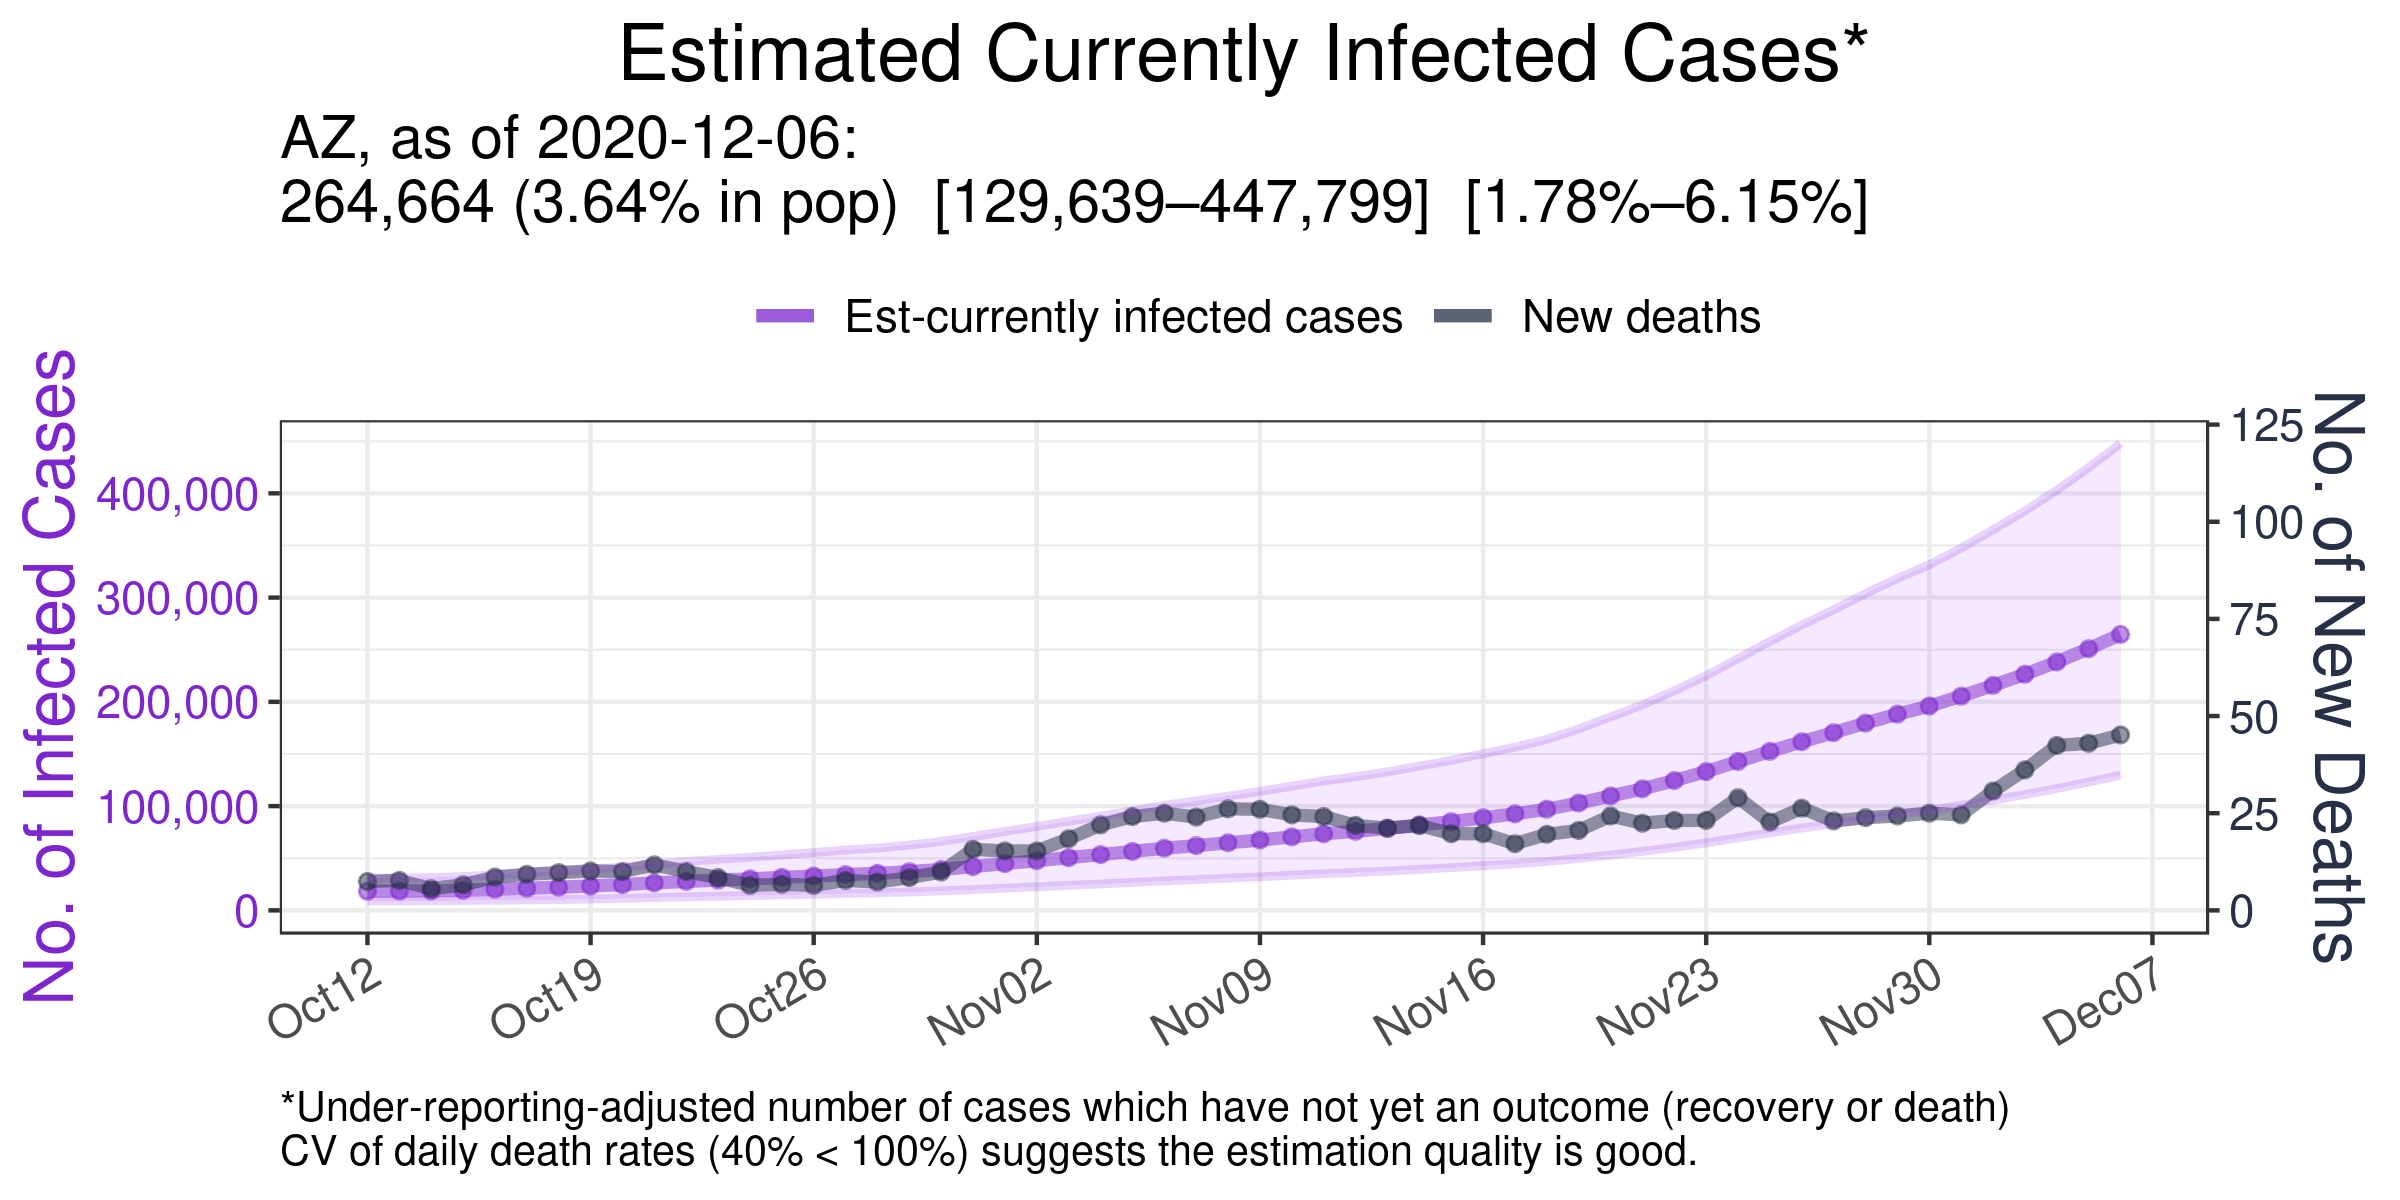 Estimated Currently Infected Cases*
AZ, as of 2020-12-06:
264,664 (3.64% in pop)  [129,639–447,799]  [1.78%–6.15%]
Est-currently infected cases
New deaths
No. of Infected Cases
400,000
300,000
200,000
100,000
0
125
100
75
50
25
0
No. of New Deaths
Oct12
Oct19
Oct26
Nov02
Nov09
Nov16
Nov23
Nov30
Dec07
*Under-reporting-adjusted number of cases which have not yet an outcome (recovery or death)
CV of daily death rates (40% < 100%) suggests the estimation quality is good.